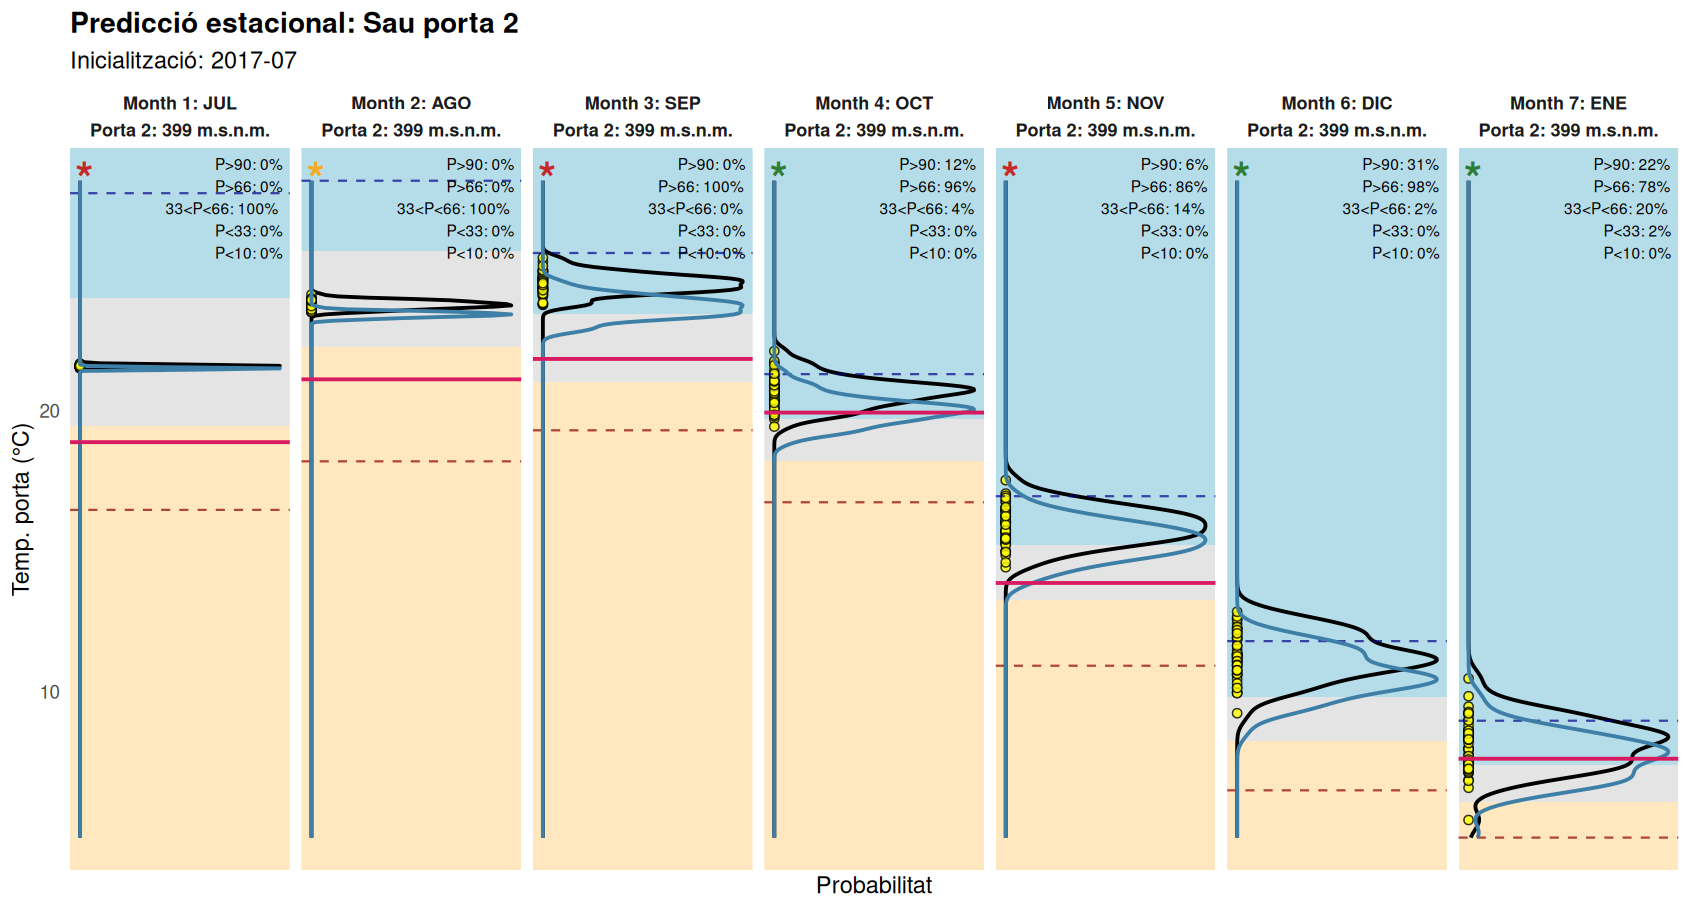 Predicció estacional: Sau porta 2
Inicialització: 2017-07
Month 1: JUL
Porta 2: 399 m.s.n.m.
Month 2: AGO
Porta 2: 399 m.s.n.m.
Month 3: SEP
Porta 2: 399 m.s.n.m.
Month 4: OCT
Porta 2: 399 m.s.n.m.
Month 5: NOV
Porta 2: 399 m.s.n.m.
Month 6: DIC
Porta 2: 399 m.s.n.m.
Month 7: ENE
Porta 2: 399 m.s.n.m.
*
P>90: 0%
P>66: 0%
33<P<66: 100%
P<33: 0%
P<10: 0%
*
P>90: 0%
P>66: 0%
33<P<66: 100%
P<33: 0%
P<10: 0%
*
P>90: 0%
P>66: 100%
33<P<66: 0%
P<33: 0%
P<10: 0%
*
P>90: 12%
P>66: 96%
33<P<66: 4%
P<33: 0%
P<10: 0%
*
P>90: 6%
P>66: 86%
33<P<66: 14%
P<33: 0%
P<10: 0%
*
P>90: 31%
P>66: 98%
33<P<66: 2%
P<33: 0%
P<10: 0%
*
P>90: 22%
P>66: 78%
33<P<66: 20%
P<33: 2%
P<10: 0%
Temp. porta (°C)
20
10
Probabilitat